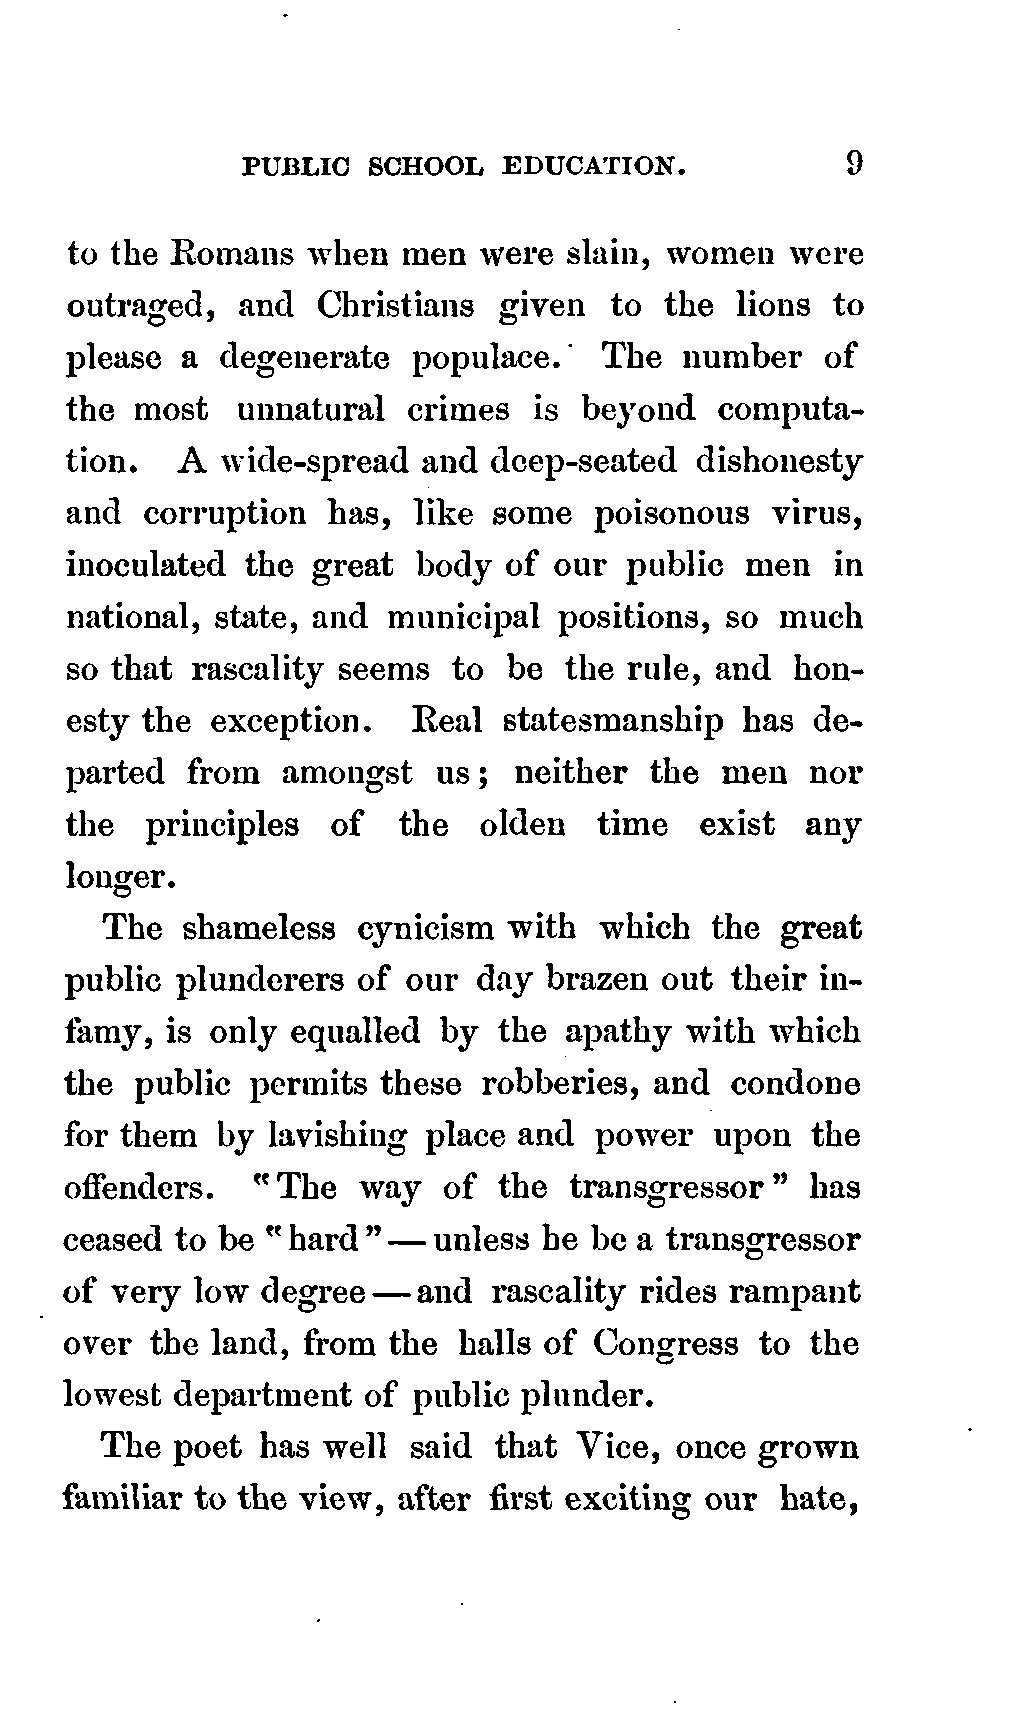 PUBLIC SCHOOL EDUCATION. 9
to the Romans when men were slain, women were
outraged, and Christians given to the lions to
please a degenerate populace. The number of
the most unnatural crimes is beyond computa-
tion. A wide-spread and deep-seated dishonesty
and corruption has, like some poisonous virus,
inoculated the great body of our public men in
national, state, and municipal positions, so much
so that rascality seems to be the rule, and hon-
esty the exception. Real statesmanship has de-
parted from amongst us; neither the men nor
the principles of the olden time exist any
longer.
The shameless cynicism with which the great
public plunderers of our day brazen out their in-
famy, is only equalled by the apathy with which
the public permits these robberies, and condone
for them by lavishing place and power upon the
offenders. "The way of the transgressor" has
ceased to be "hard"—unless he be a transgressor
of very low degree—and rascality rides rampant
over the land, from the halls of Congress to the
lowest department of public plunder.
The poet has well said that Vice, once grown
familiar to the view, after first exciting our hate,